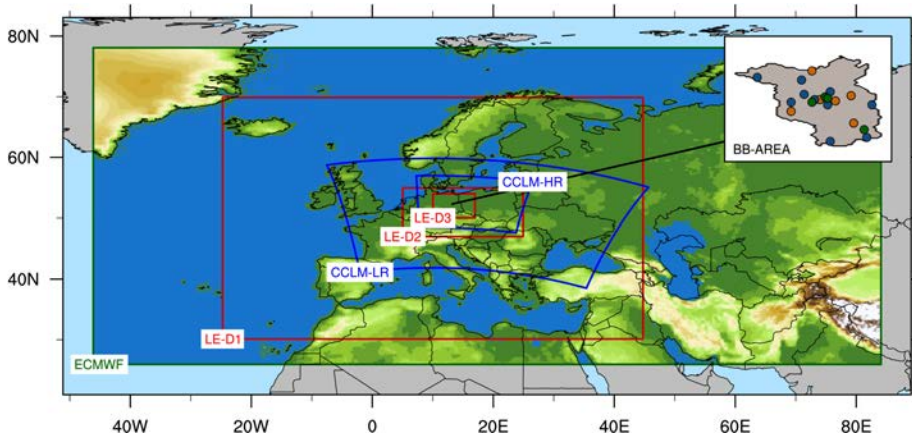 80N
60N
40N
BB-AREA
CCLM-HR
LE-D3
LE-D2
CCLM-LR
LE-D1
ECMWF
40W 20W 0 20E 40E 60E 80E